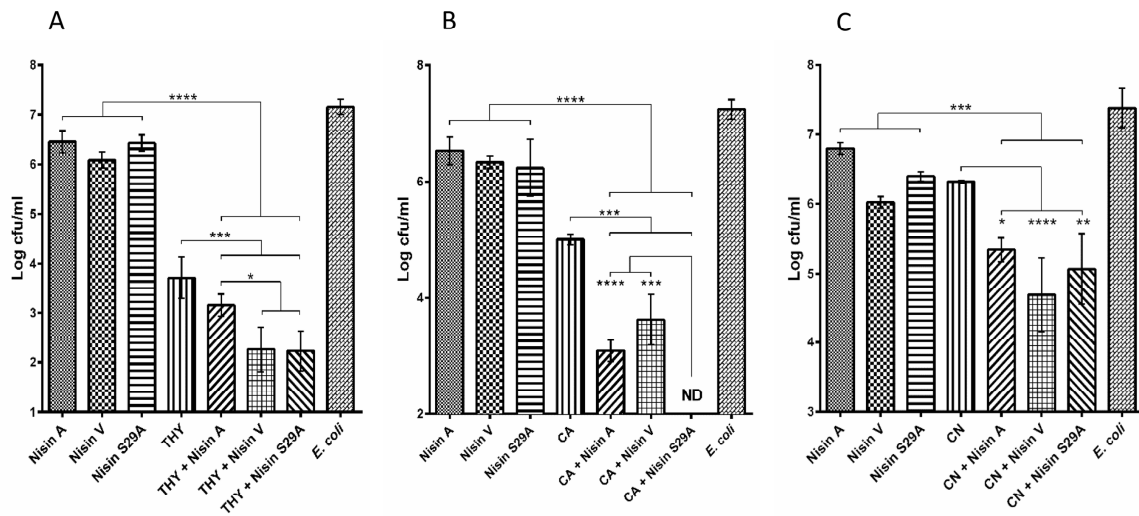 A
8
7
6
5
4
3
2
1
Log cfu/ml
****
***
*
Nisin A
Nisin V
Nisin S29A
THY
THY + Nisin A
THY + Nisin V
THY + Nisin S29A
E. coli
B
8
6
4
2
Log cfu/ml
****
***
**** ***
ND
Nisin A
Nisin V
Nisin S29A
CA
CA + Nisin A
CA + Nisin V
CA + Nisin S29A
E. coli
C
8
7
6
5
4
3
Log cfu/ml
***
* **** **
Nisin A
Nisin V
Nisin S29A
CN
CN + Nisin A
CN + Nisin V
CN + Nisin S29A
E. coli